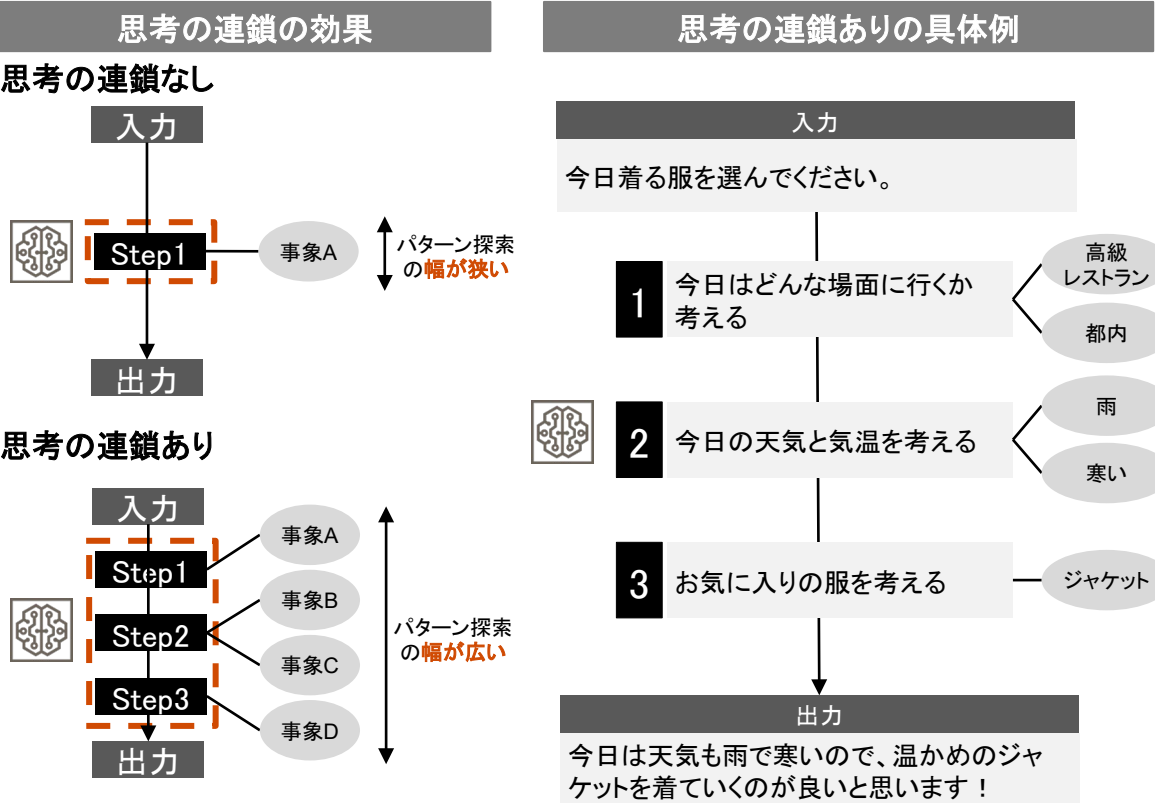 思考の連鎖の効果
思考の連鎖なし
入力
Step1
事象A
パターン探索
の幅が狭い
出力
思考の連鎖あり
入力
Step1
事象A
Step2
事象B
事象C
Step3
事象D
パターン探索
の幅が広い
出力
思考の連鎖ありの具体例
入力
今日着る服を選んでください。
1
今日はどんな場面に行くか
考える
高級
レストラン
都内
2
今日の天気と気温を考える
雨
寒い
3
お気に入りの服を考える
ジャケット
出力
今日は天気も雨で寒いので、温かめのジャ
ケットを着ていくのが良いと思います！